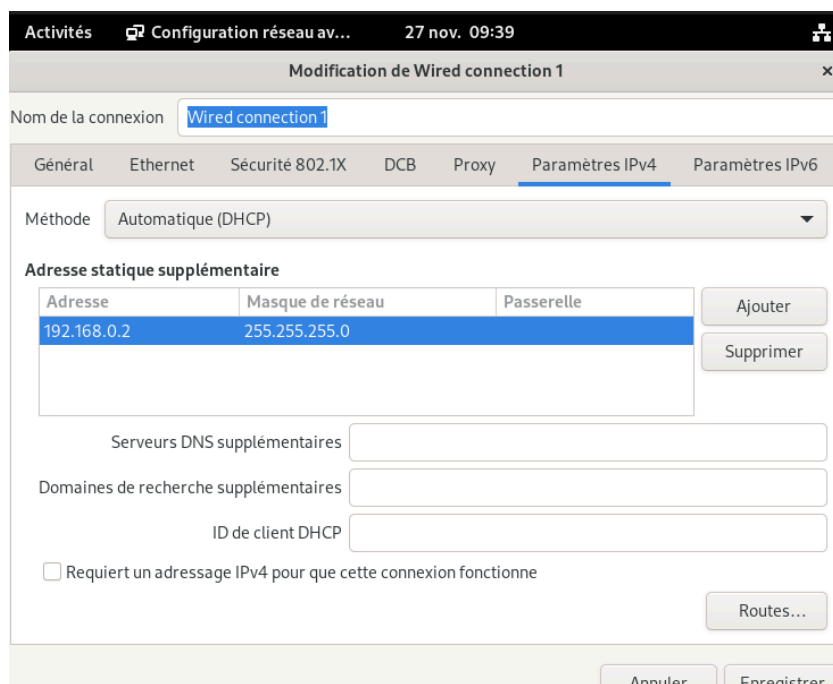 Activités Configuration réseau av... 27 nov. 09:39
Modification de Wired connection 1 ×
Nom de la connexion Wired connection 1
Général Ethernet Sécurité 802.1X DCB Proxy Paramètres IPv4 Paramètres IPv6
Méthode Automatique (DHCP)
Adresse statique supplémentaire
Adresse Masque de réseau Passerelle
Ajouter
192.168.0.2 255.255.255.0
Supprimer
Serveurs DNS supplémentaires
Domaines de recherche supplémentaires
ID de client DHCP
Requiert un adressage IPv4 pour que cette connexion fonctionne
Routes...
Annuler Enregistrer